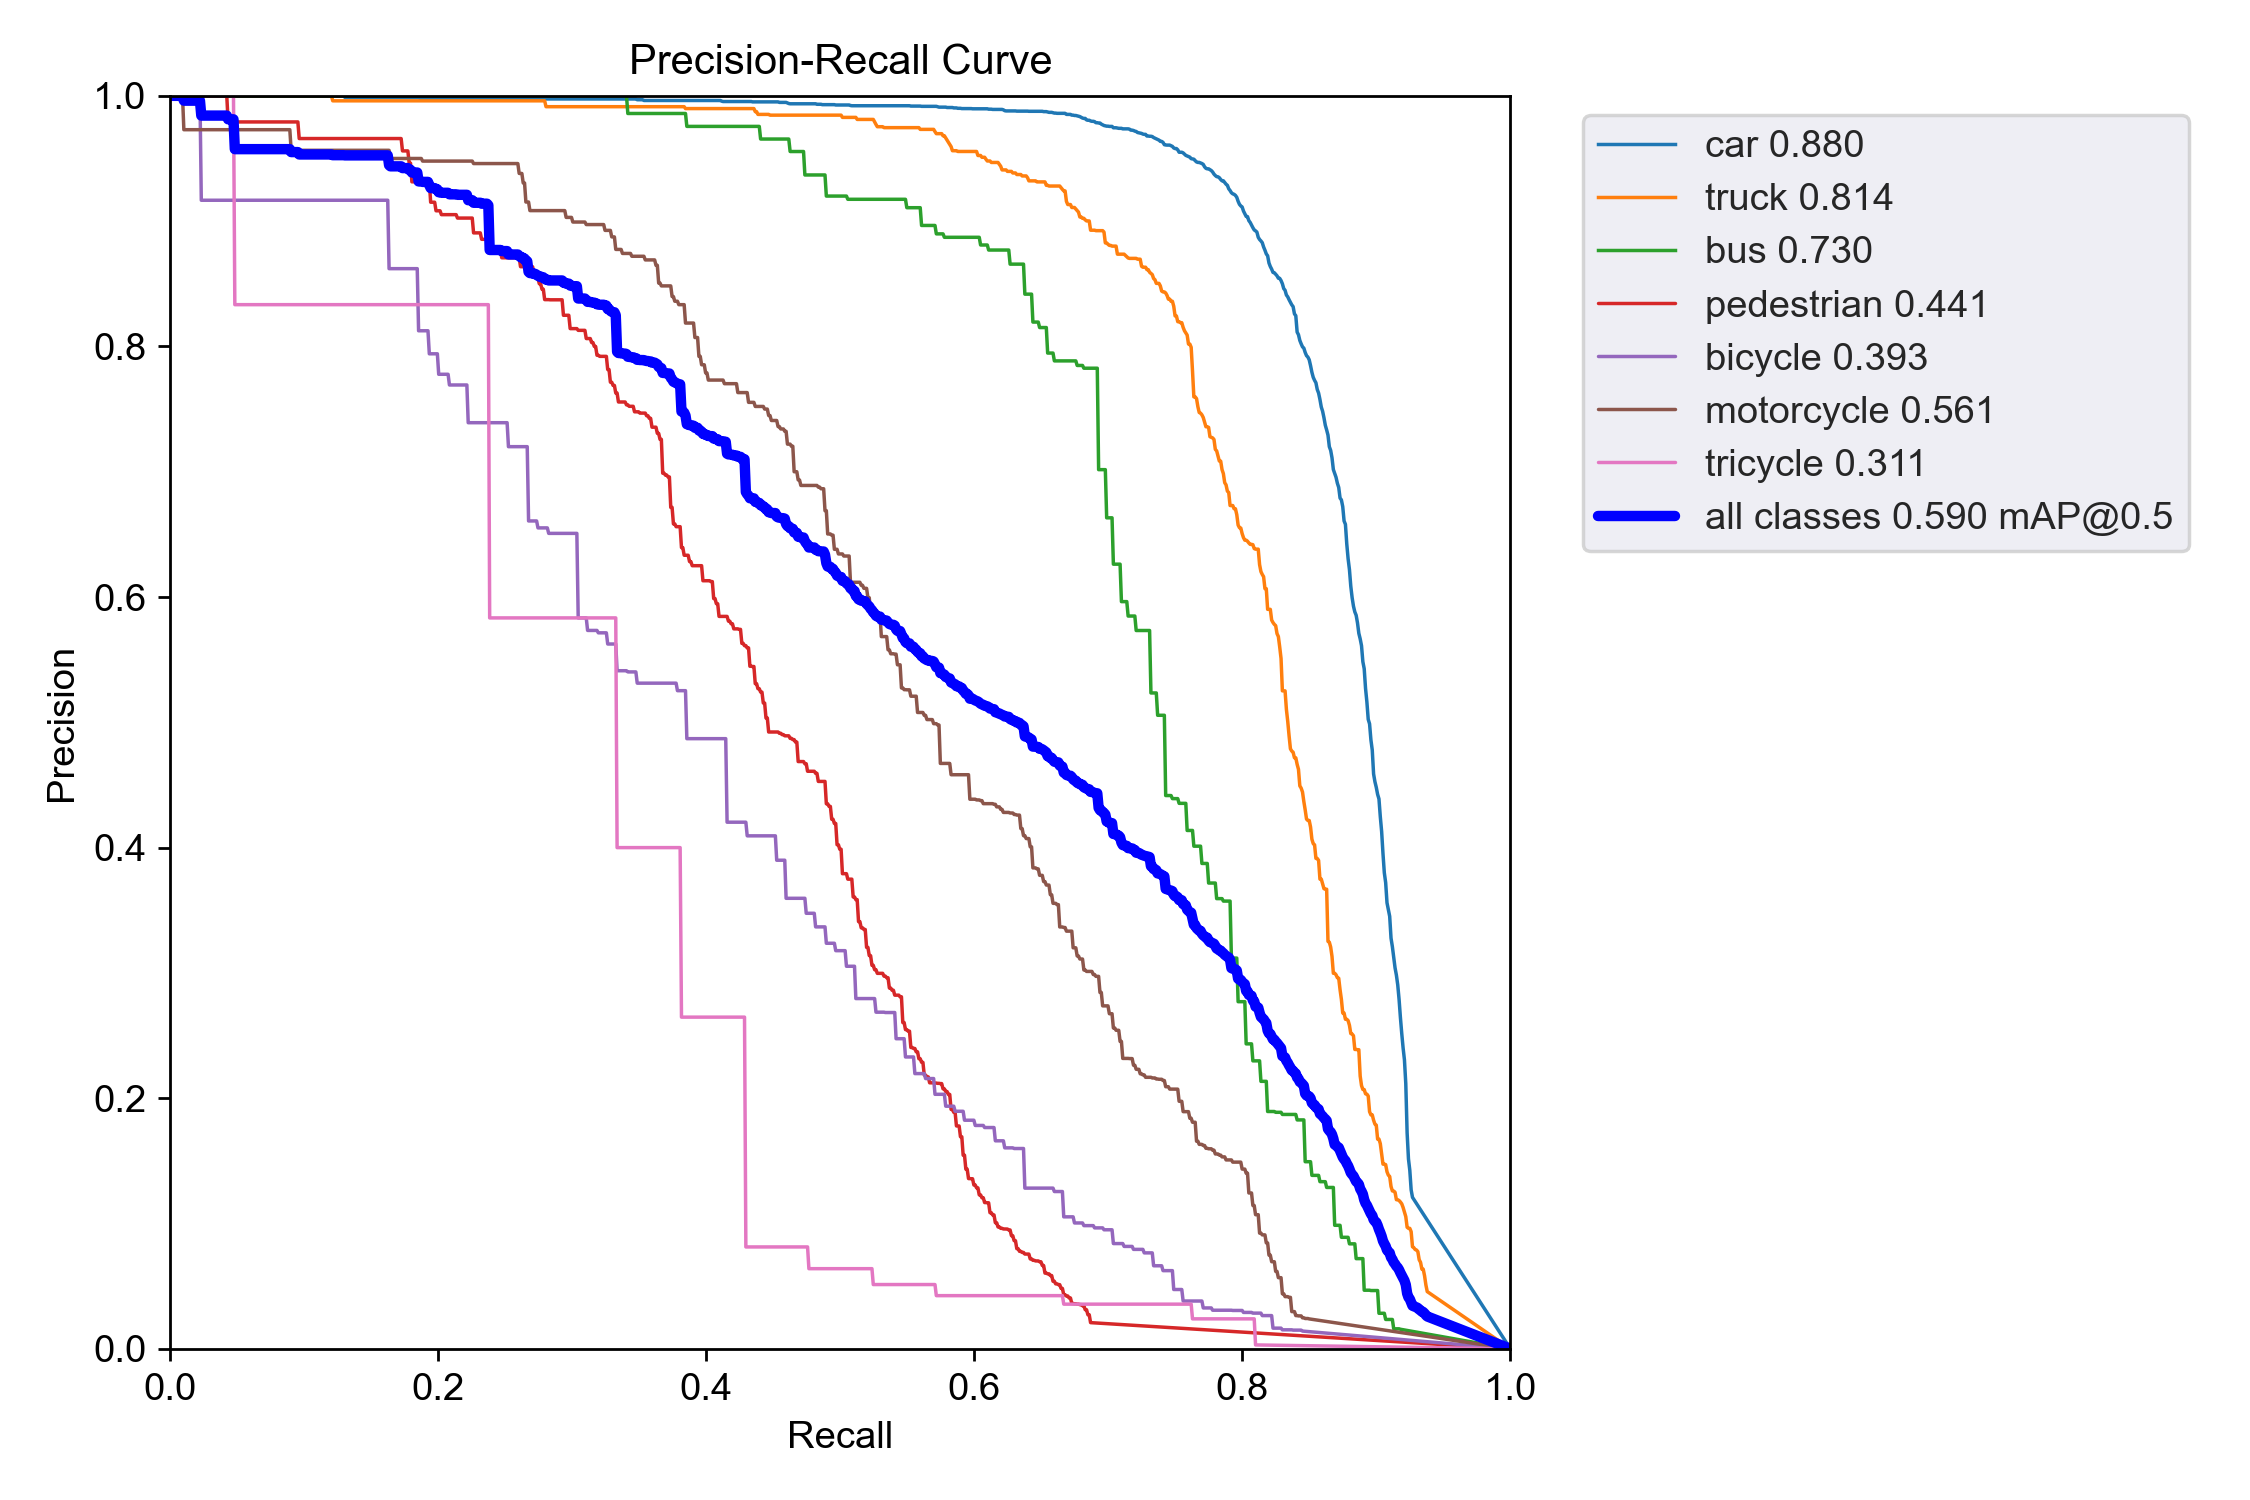 Precision-Recall Curve
1.0
0.8
0.6
0.4
0.2
0.0
Precision
0.0 0.2 0.4 0.6 0.8 1.0
Recall
car 0.880
truck 0.814
bus 0.730
pedestrian 0.441
bicycle 0.393
motorcycle 0.561
tricycle 0.311
all classes 0.590 mAP@0.5